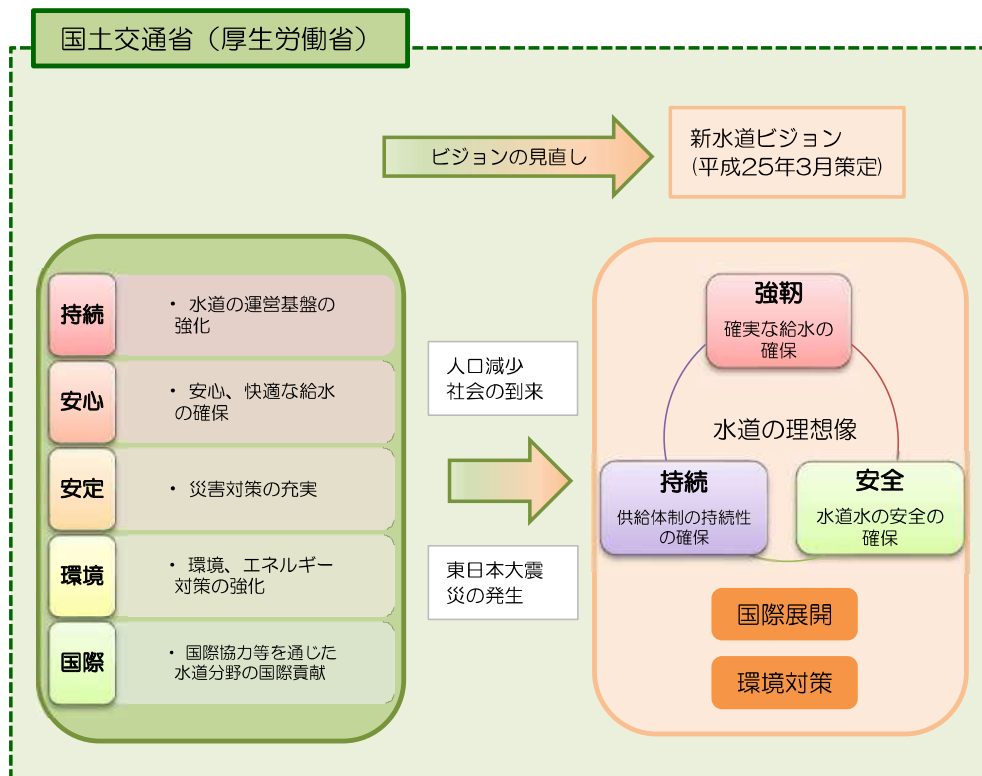 国土交通省（厚生労働省）
ビジョンの見直し
新水道ビジョン
(平成25年3月策定)
持続
・ 水道の運営基盤の
強化
安心
・ 安心、快適な給水
の確保
安定
・ 災害対策の充実
環境
・ 環境、エネルギー
対策の強化
国際
・ 国際協力等を通じた
水道分野の国際貢献
人口減少
社会の到来
東日本大震
災の発生
強靭
確実な給水の
確保
水道の理想像
持続
供給体制の持続性
の確保
安全
水道水の安全の
確保
国際展開
環境対策